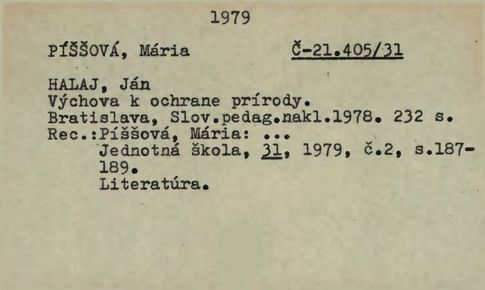 1979
PÍŠŠOVÁ, Mária Č-21.405/31
HALAJ, Ján
Výchova k ochrane prírody.
Bratislava, Slov.pedag.nakl.1978. 232 s.
Rec.:Píššová, Mária: ...
Jednotná škola, 31, 1979, č.2, s.187-
189.
Literatúra.